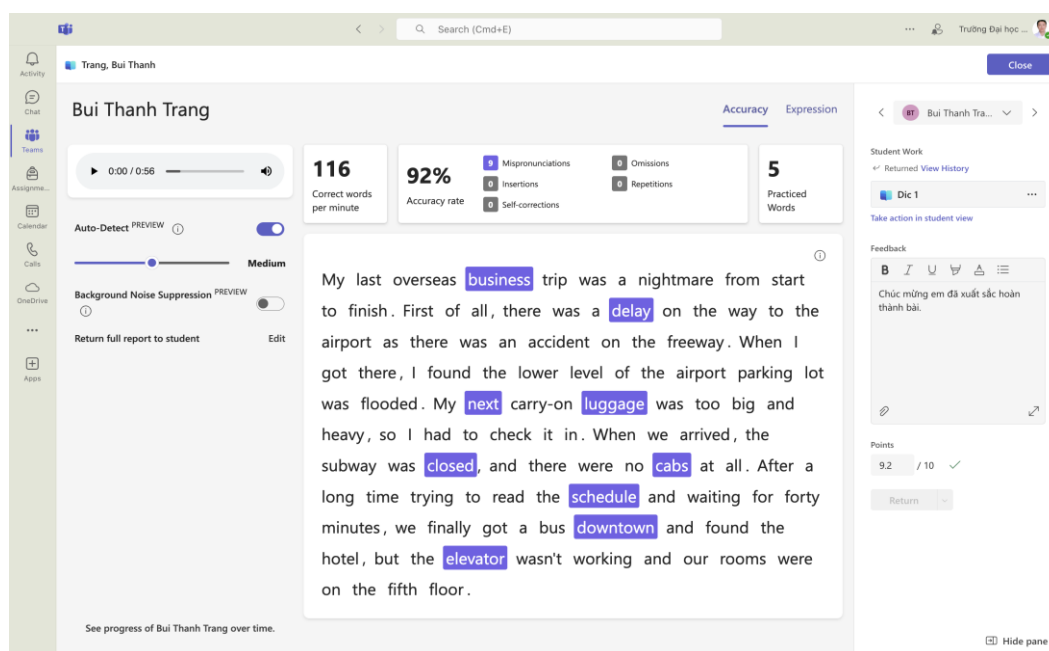 Search (Cmd+E)
Trường Đại học ...
Activity
Chat
Teams
Assignme...
Calendar
Calls
OneDrive
Apps
Trang, Bui Thanh
Close
Bui Thanh Trang
Accuracy
Expression
0:00 / 0:56
Auto-Detect PREVIEW
Medium
Background Noise Suppression PREVIEW
Return full report to student
Edit
See progress of Bui Thanh Trang over time.
116
Correct words
per minute
92%
Accuracy rate
9 Mispronunciations
0 Insertions
0 Self-corrections
0 Omissions
0 Repetitions
5
Practiced
Words
My last overseas business trip was a nightmare from start
to finish. First of all, there was a delay on the way to the
airport as there was an accident on the freeway. When I
got there, I found the lower level of the airport parking lot
was flooded. My next carry-on luggage was too big and
heavy, so I had to check it in. When we arrived, the
subway was closed, and there were no cabs at all. After a
long time trying to read the schedule and waiting for forty
minutes, we finally got a bus downtown and found the
hotel, but the elevator wasn't working and our rooms were
on the fifth floor.
BT Bui Thanh Tra...
Student Work
Returned View History
Dic 1
Take action in student view
Feedback
B I U A
Chúc mừng em đã xuất sắc hoàn
thành bài.
Points
9.2 / 10
Return
Hide pane